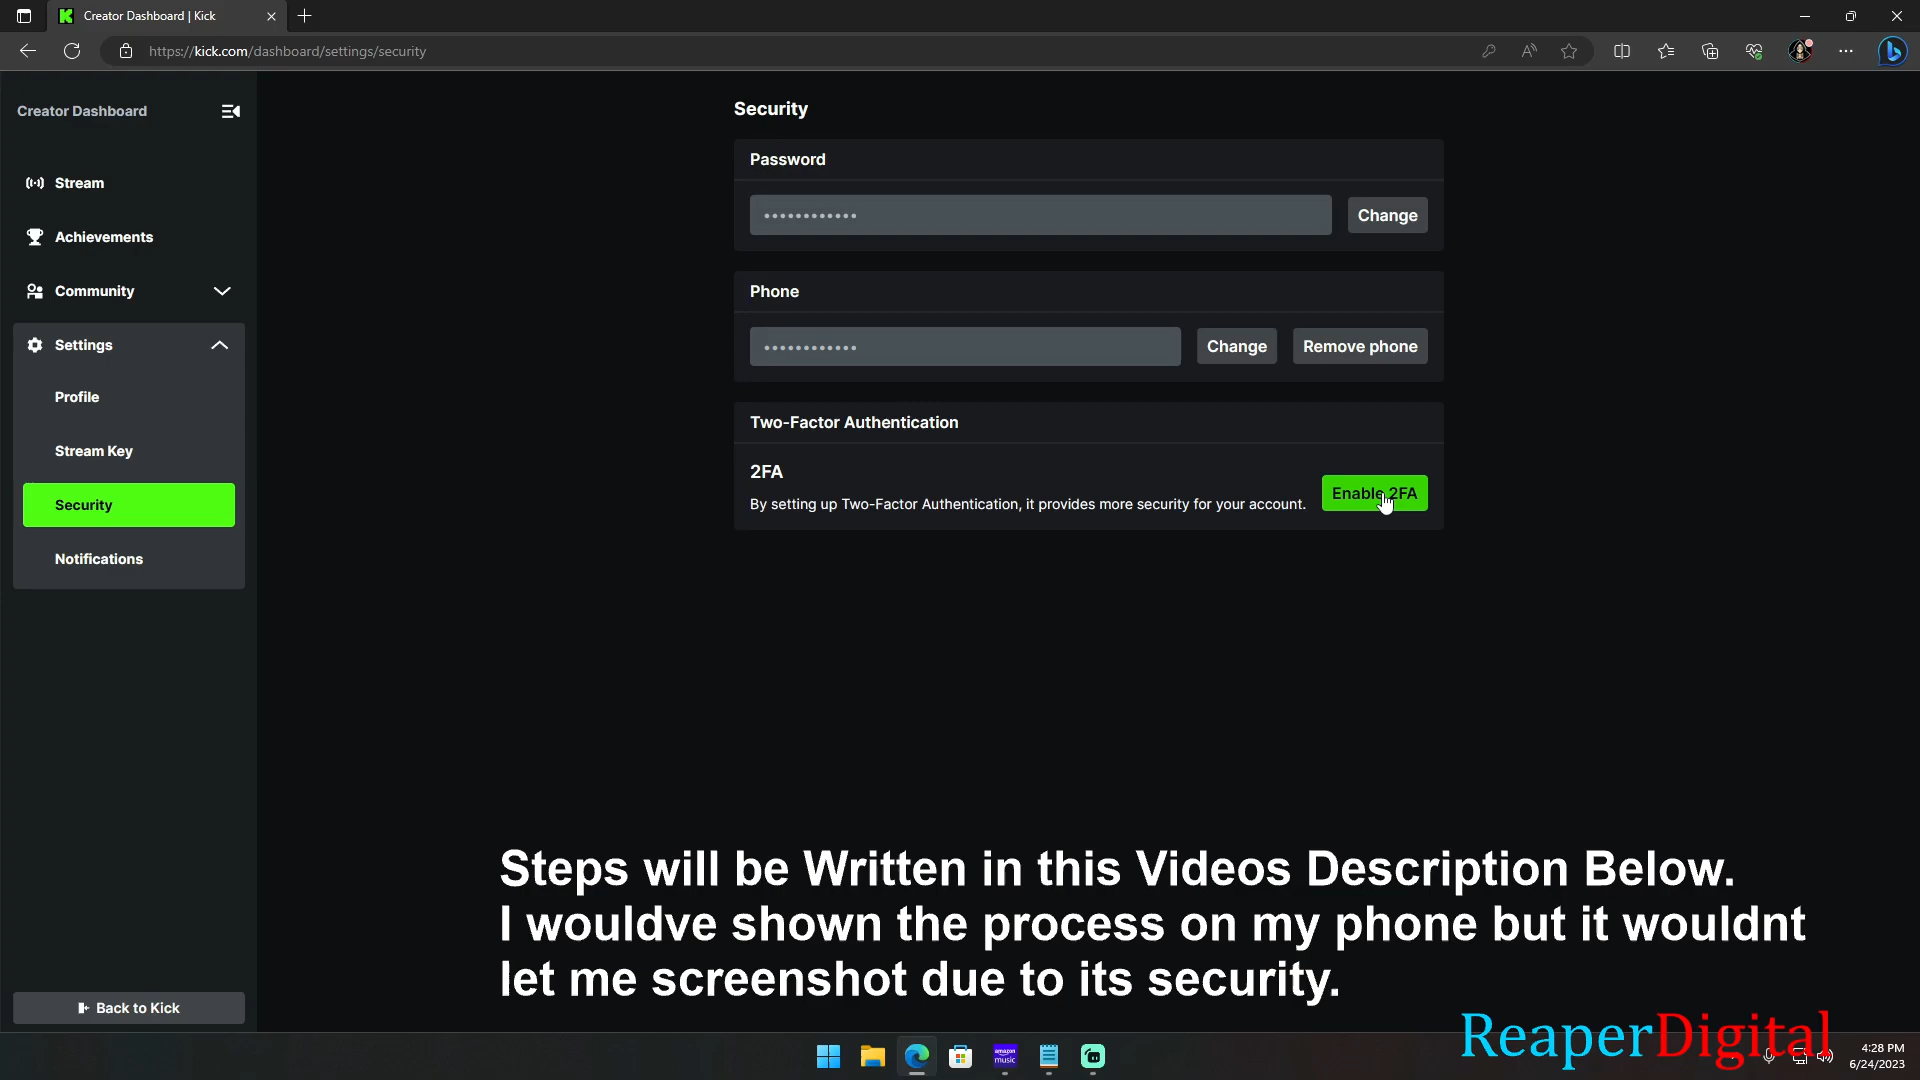 Creator Dashboard | Kick
https://kick.com/dashboard/settings/security
Creator Dashboard
Stream
Achievements
Community
Settings
Profile
Stream Key
Security
Notifications
Back to Kick
Security
Password
Change
Phone
Change
Remove phone
Two-Factor Authentication
2FA
By setting up Two-Factor Authentication, it provides more security for your account.
Enable 2FA
Steps will be Written in this Videos Description Below.
I wouldve shown the process on my phone but it wouldnt
let me screenshot due to its security.
ReaperDigital
amazon
music
4:28 PM
6/24/2023